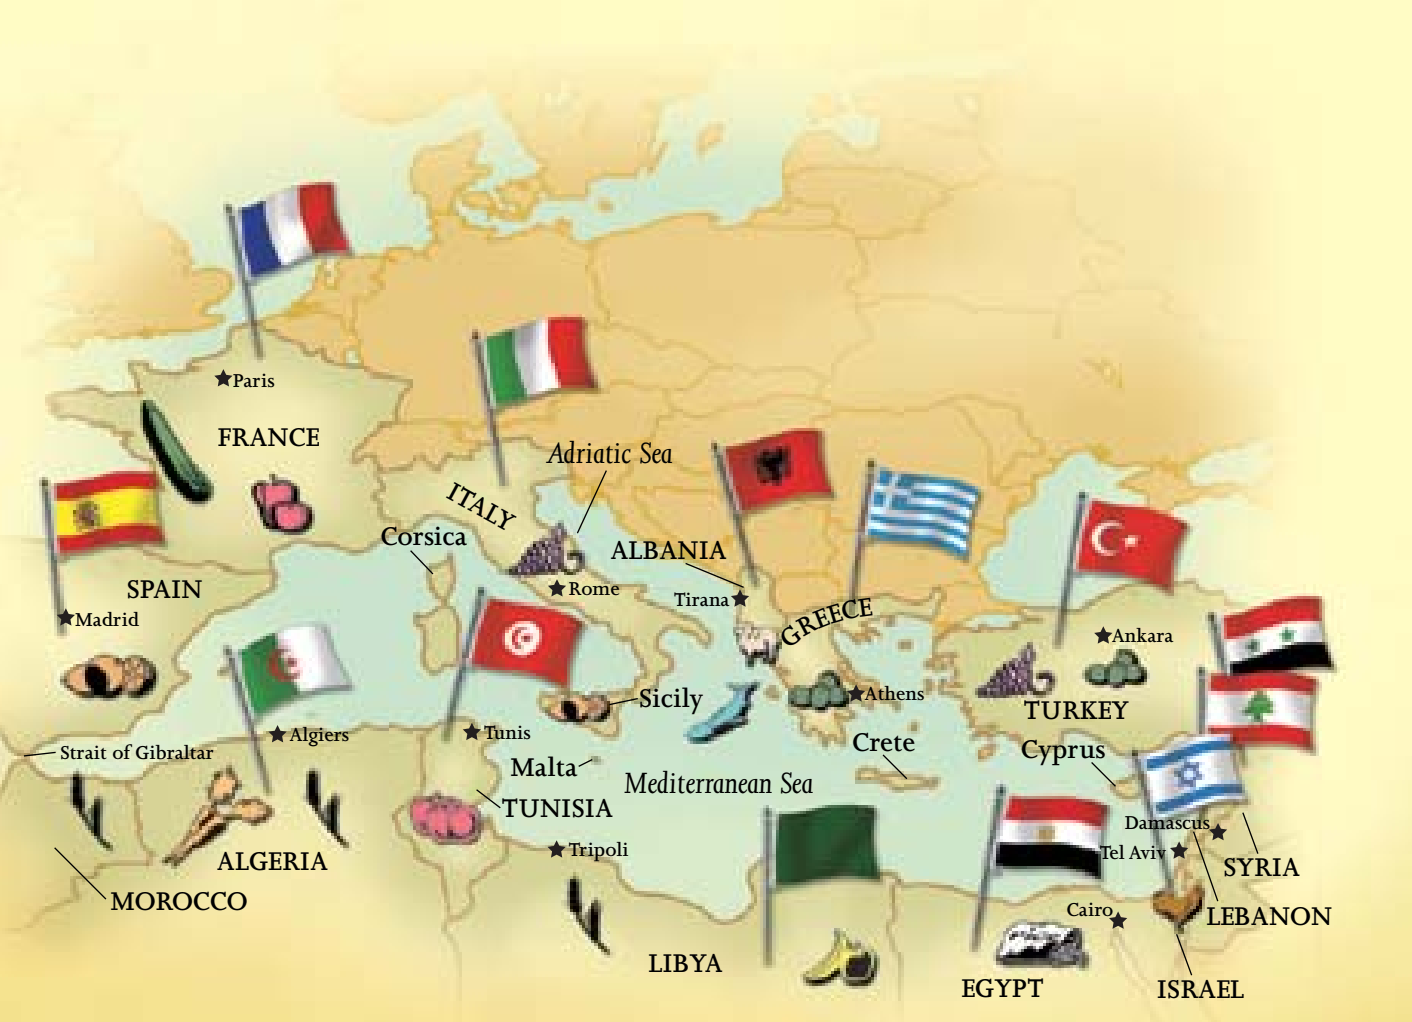 Paris
FRANCE
Adriatic Sea
ITALY
Corsica
ALBANIA
SPAIN
Rome
Tirana
GREECE
Madrid
Ankara
Sicily
Athens
TURKEY
Algiers
Tunis
Strait of Gibraltar
Crete
Cyprus
Malta
Mediterranean Sea
TUNISIA
Damascus
Tripoli
Tel Aviv
ALGERIA
SYRIA
MOROCCO
Cairo
LEBANON
LIBYA
EGYPT
ISRAEL